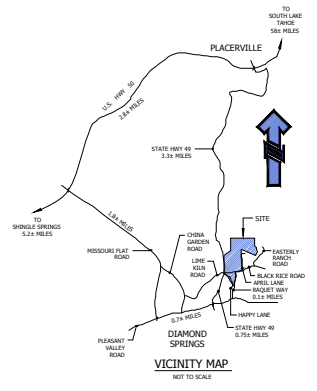 TO
SOUTH LAKE
TAHOE
58± MILES
PLACERVILLE
U.S. HWY 50
2.8± MILES
STATE HWY 49
3.3± MILES
TO
SHINGLE SPRINGS
5.2± MILES
1.8± MILES
MISSOURI FLAT
ROAD
CHINA
GARDEN
ROAD
LIME
KILN
ROAD
SITE
EASTERLY
RANCH
ROAD
BLACK RICE ROAD
APRIL LANE
RAQUET WAY
0.1± MILES
HAPPY LANE
0.7± MILES
STATE HWY 49
0.75± MILES
PLEASANT
VALLEY
ROAD
DIAMOND
SPRINGS
VICINITY MAP
NOT TO SCALE